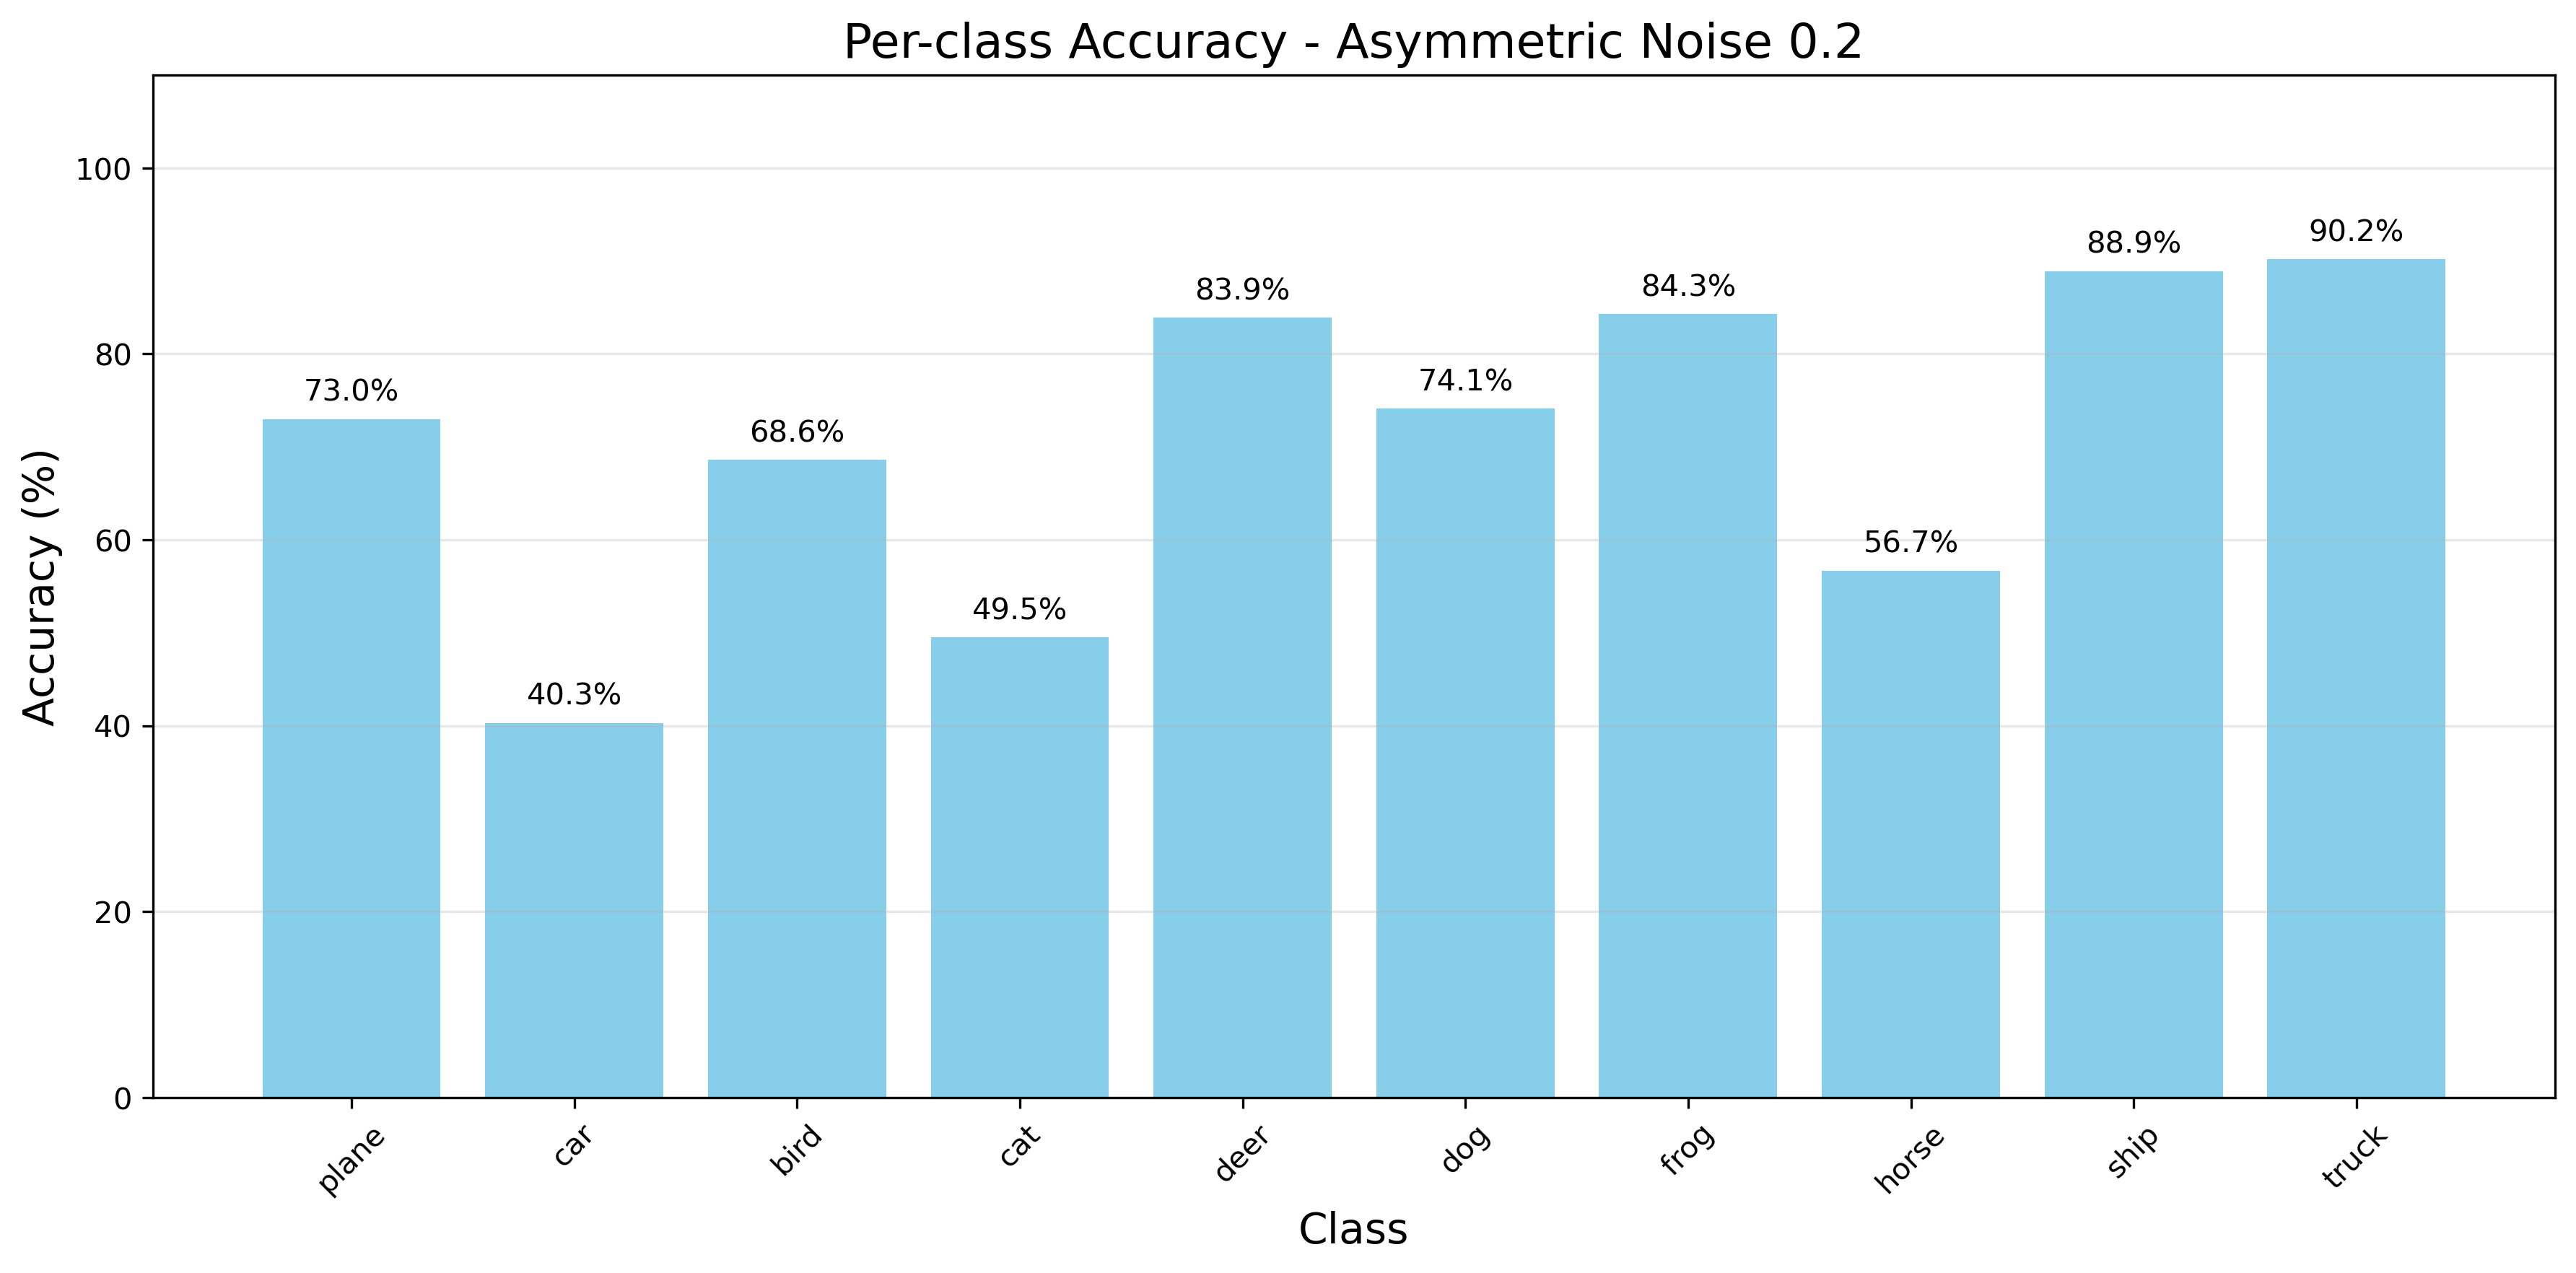 Per-class Accuracy - Asymmetric Noise 0.2
Accuracy (%)
100
80
60
40
20
0
73.0%
40.3%
68.6%
49.5%
83.9%
74.1%
84.3%
56.7%
88.9%
90.2%
plane
car
bird
cat
deer
dog
frog
horse
ship
truck
Class